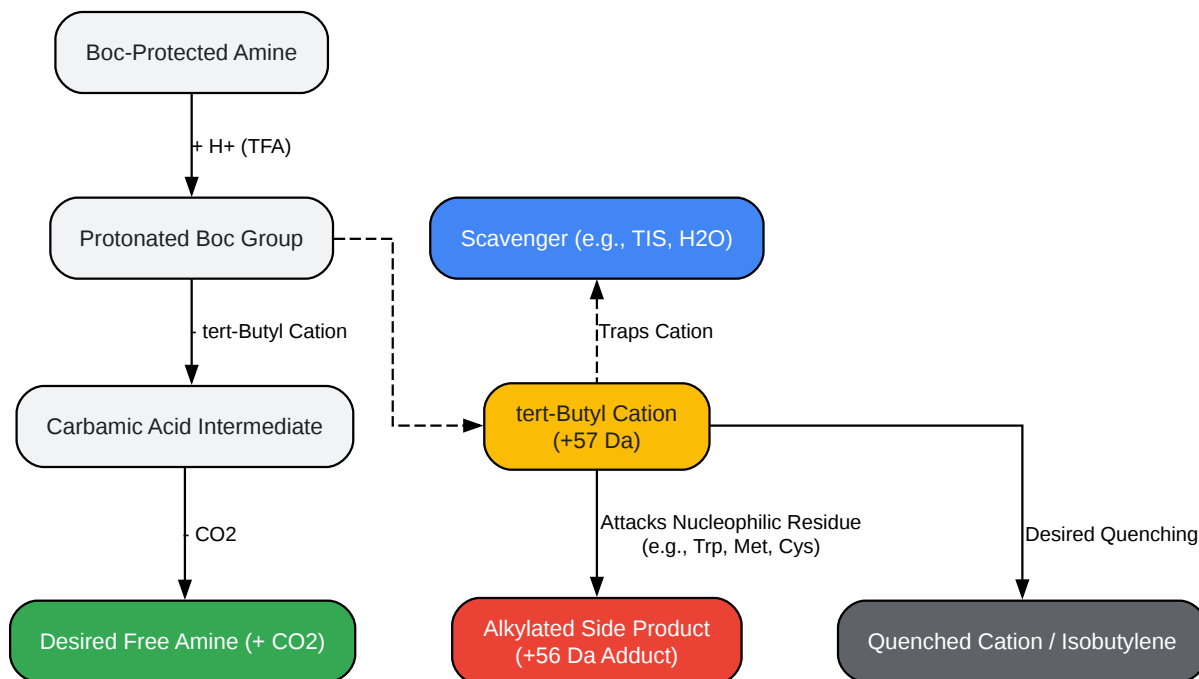 Boc-Protected Amine
+ H+ (TFA)
Protonated Boc Group
Scavenger (e.g., TIS, H2O)
- tert-Butyl Cation
Traps Cation
Carbamic Acid Intermediate
tert-Butyl Cation
(+57 Da)
- CO2
Attacks Nucleophilic Residue
(e.g., Trp, Met, Cys)
Desired Quenching
Desired Free Amine (+ CO2)
Alkylated Side Product
(+56 Da Adduct)
Quenched Cation / Isobutylene